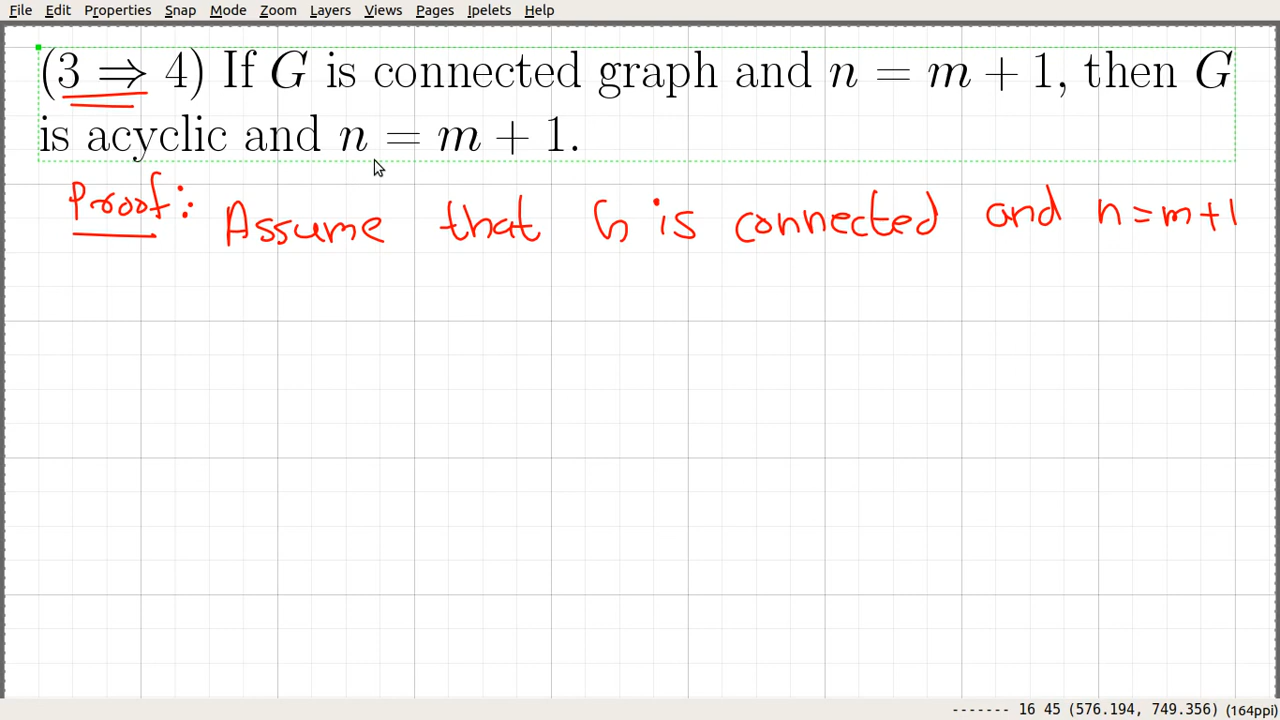 File Edit Properties Snap Mode Zoom Layers Views Pages Ipelets Help
(3 ⇒ 4) If G is connected graph and n = m + 1, then G
is acyclic and n = m + 1.
Proof: Assume that G is connected and n = m + 1
------- 16 45 (576.194, 749.356) (164ppi)